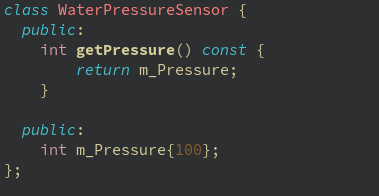 class WaterPressureSensor {
  public:
    int getPressure() const {
        return m_Pressure;
    }

  public:
    int m_Pressure{100};
};